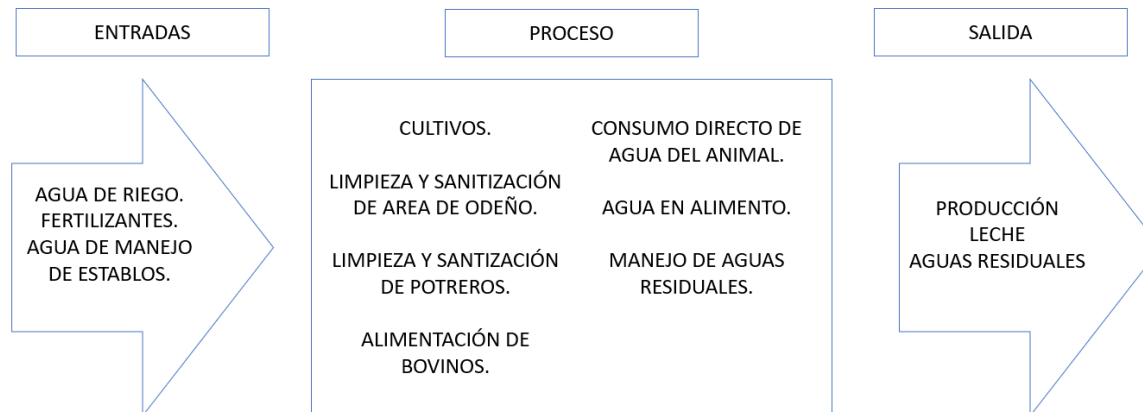 ENTRADAS
PROCESO
SALIDA
AGUA DE RIEGO.
FERTILIZANTES.
AGUA DE MANEJO
DE ESTABLOS.
CULTIVOS.
LIMPIEZA Y SANITIZACIÓN
DE AREA DE ODEÑO.
LIMPIEZA Y SANTIZACIÓN
DE POTREROS.
ALIMENTACIÓN DE
BOVINOS.
CONSUMO DIRECTO DE
AGUA DEL ANIMAL.
AGUA EN ALIMENTO.
MANEJO DE AGUAS
RESIDUALES.
PRODUCCIÓN
LECHE
AGUAS RESIDUALES